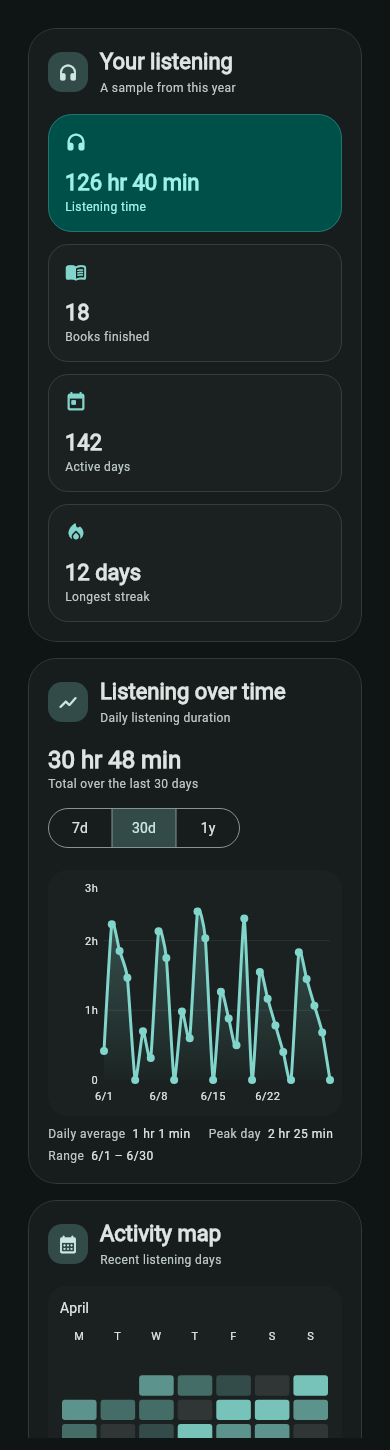 Your listening
A sample from this year
126 hr 40 min
Listening time
18
Books finished
142
Active days
12 days
Longest streak
Listening over time
Daily listening duration
30 hr 48 min
Total over the last 30 days
7d 30d 1y
3h
2h
1h
0
6/1 6/8 6/15 6/22
Daily average 1 hr 1 min Peak day 2 hr 25 min
Range 6/1 – 6/30
Activity map
Recent listening days
April
M T W T F S S